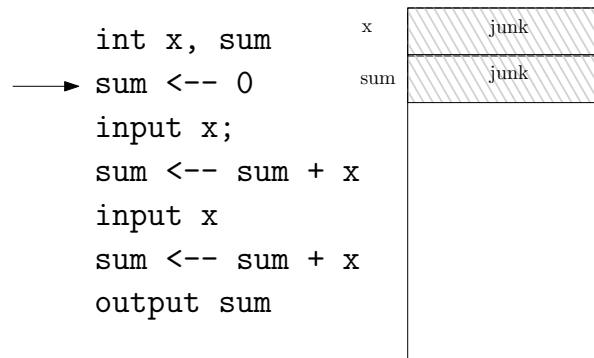 int x, sum
sum <-- 0
input x;
sum <-- sum + x
input x
sum <-- sum + x
output sum
x junk
sum junk